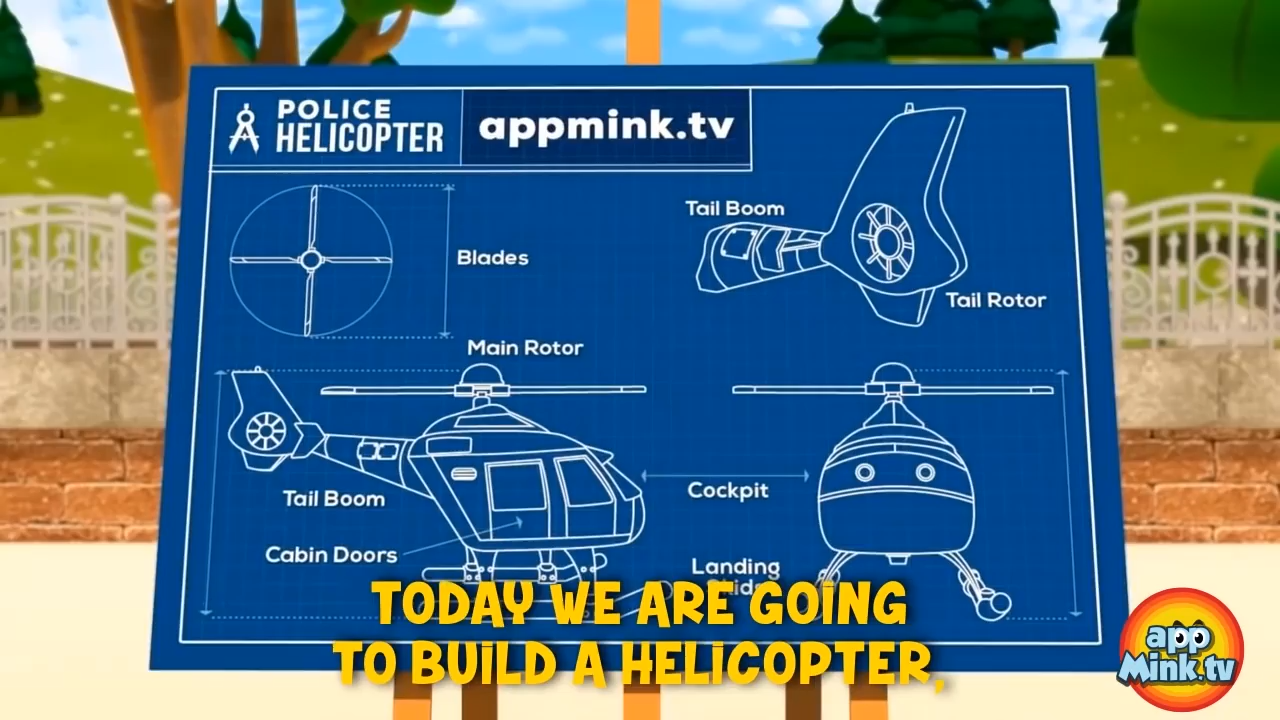 POLICE
HELICOPTER
appmink.tv
Tail Boom
Blades
Tail Rotor
Main Rotor
Tail Boom
Cockpit
Cabin Doors
Landing
TODAY WE ARE GOING
TO BUILD A HELICOPTER,
app
Mink.tv